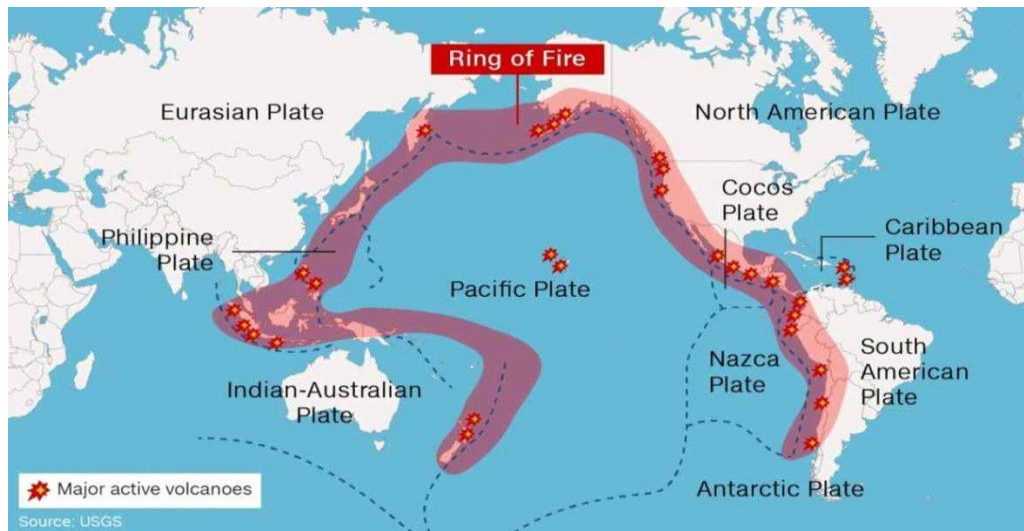 Ring of Fire
Eurasian Plate
North American Plate
Cocos
Plate
Caribbean
Plate
Philippine
Plate
Pacific Plate
Nazca
Plate
South
American
Plate
Indian-Australian
Plate
Antarctic Plate
Major active volcanoes
Source: USGS